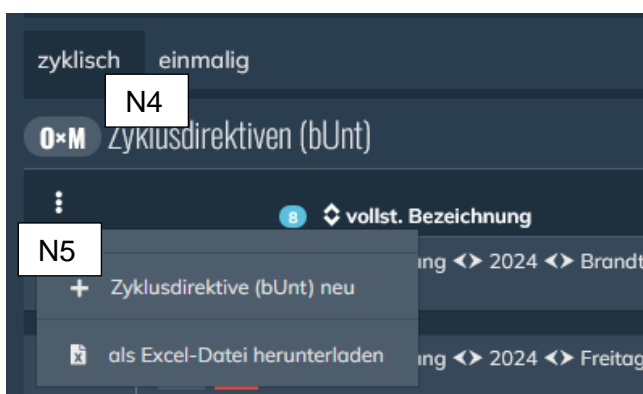 zyklisch einmalig
N4
0×M Zyklusdirektiven (bUnt)
8 vollst. Bezeichnung
N5
ng <> 2024 <> Brandt
+ Zyklusdirektive (bUnt) neu
als Excel-Datei herunterladen
ung <> 2024 <> Freitag